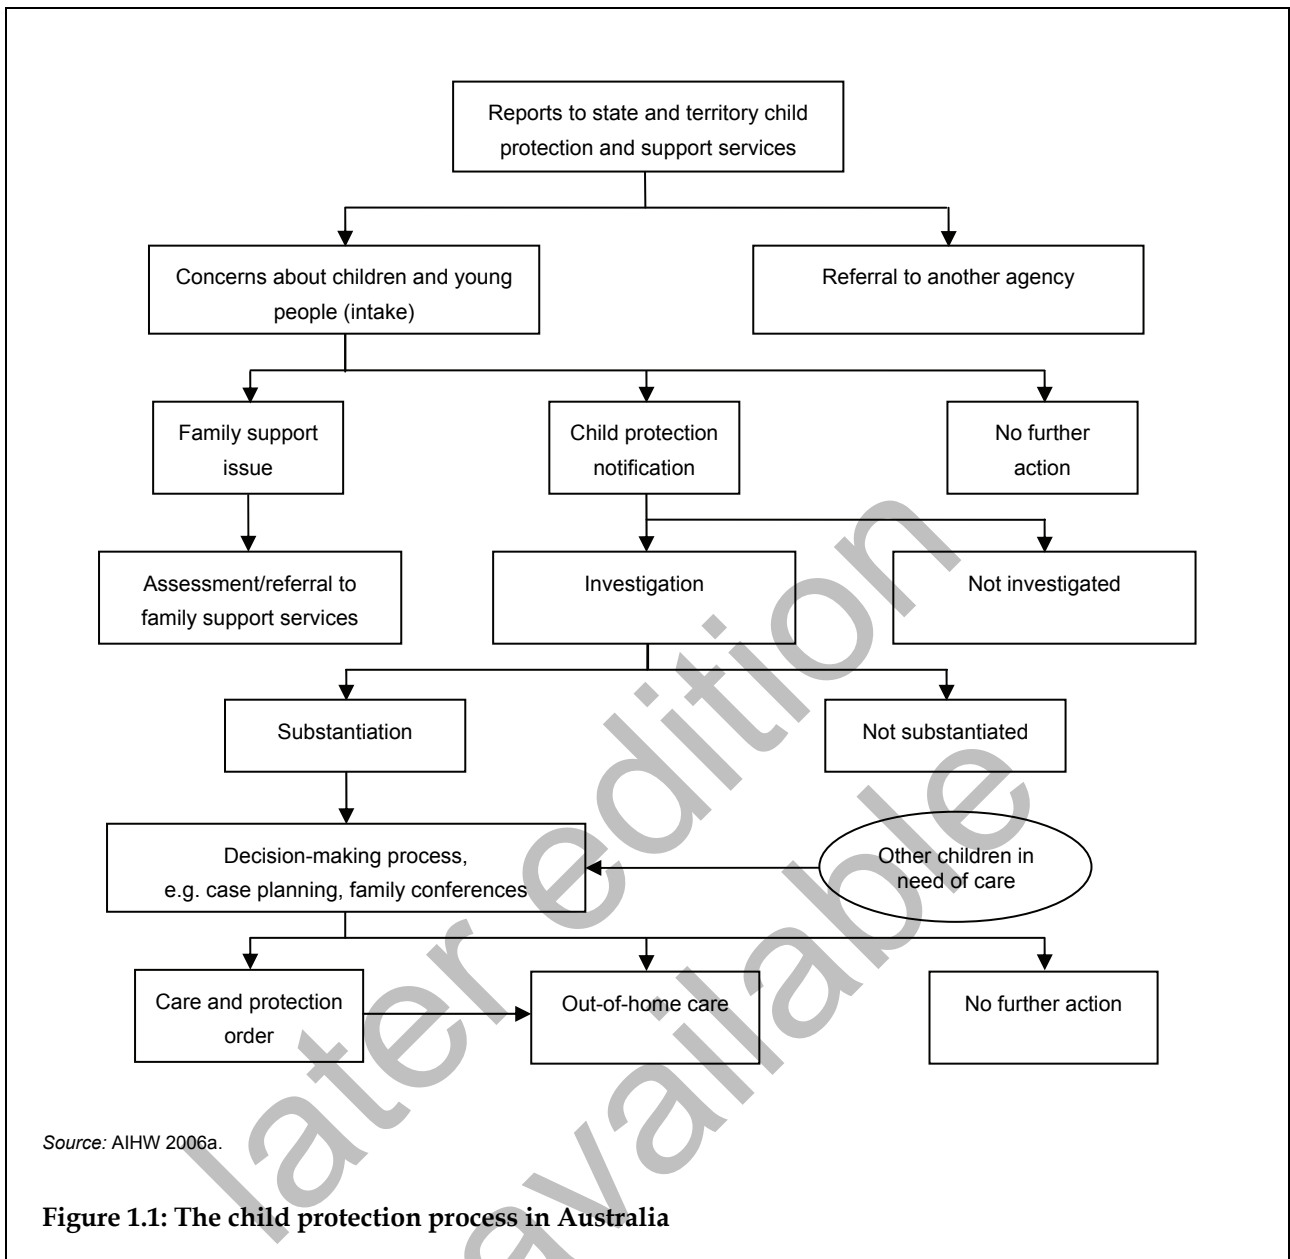 Reports to state and territory child
protection and support services
Concerns about children and young
people (intake)
Referral to another agency
Family support
issue
Child protection
notification
No further
action
Assessment/referral to
family support services
Investigation
Not investigated
Substantiation
Not substantiated
Decision-making process,
e.g. case planning, family conferences
Other children in
need of care
Care and protection
order
Out-of-home care
No further action
Source: AIHW 2006a.
Figure 1.1: The child protection process in Australia
later edition
available